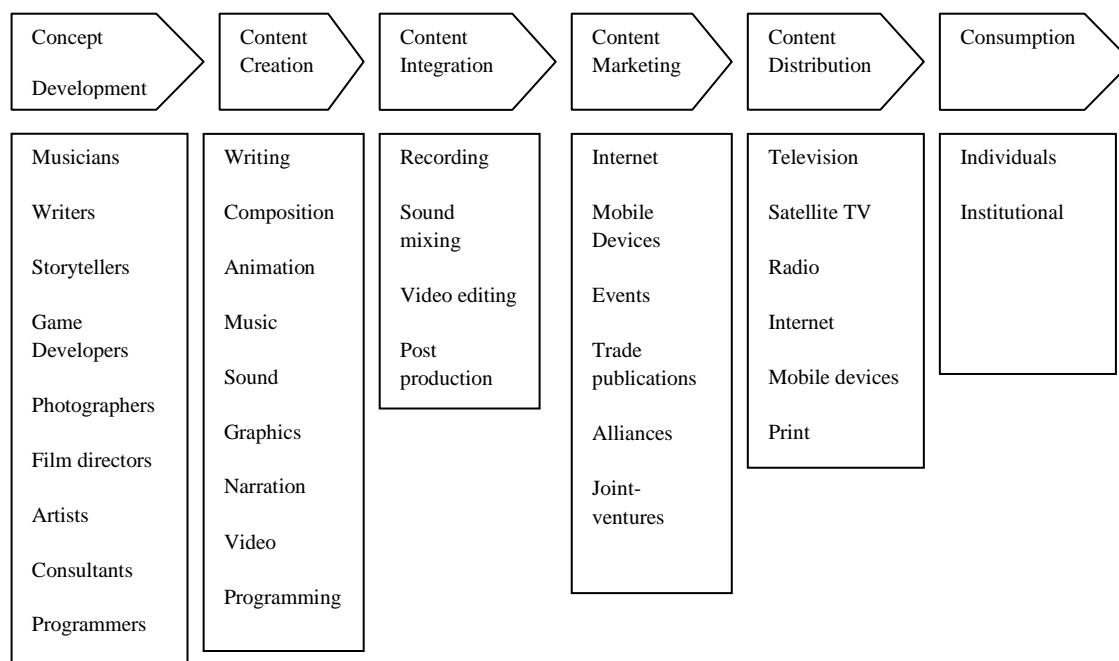 Concept
Development
Content
Creation
Content
Integration
Content
Marketing
Content
Distribution
Consumption
Musicians
Writers
Storytellers
Game
Developers
Photographers
Film directors
Artists
Consultants
Programmers
Writing
Composition
Animation
Music
Sound
Graphics
Narration
Video
Programming
Recording
Sound
mixing
Video editing
Post
production
Internet
Mobile
Devices
Events
Trade
publications
Alliances
Joint-
ventures
Television
Satellite TV
Radio
Internet
Mobile devices
Print
Individuals
Institutional